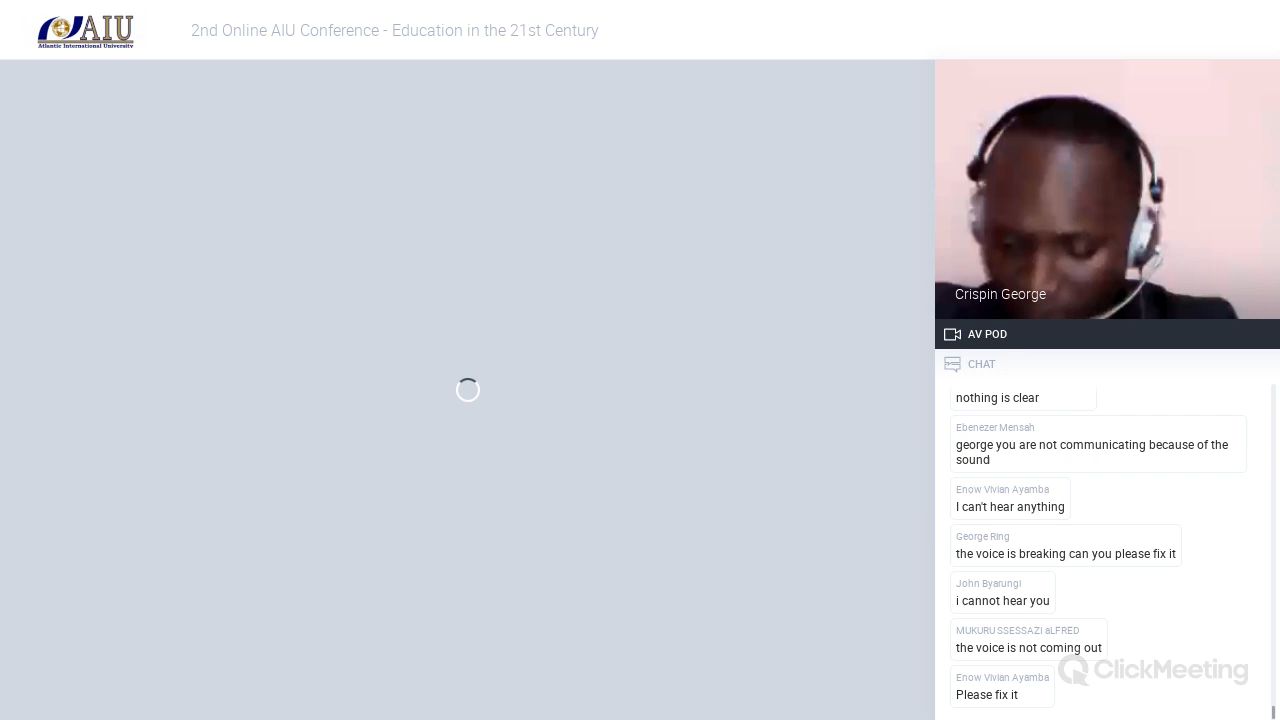 AIU
Atlantic International University
2nd Online AIU Conference - Education in the 21st Century
Crispin George
AV POD
CHAT
nothing is clear
Ebenezer Mensah
george you are not communicating because of the
sound
Enow Vivian Ayamba
I can't hear anything
George Ring
the voice is breaking can you please fix it
John Byarungi
i cannot hear you
MUKURU SSESSAZI aLFRED
the voice is not coming out
Enow Vivian Ayamba
Please fix it
ClickMeeting